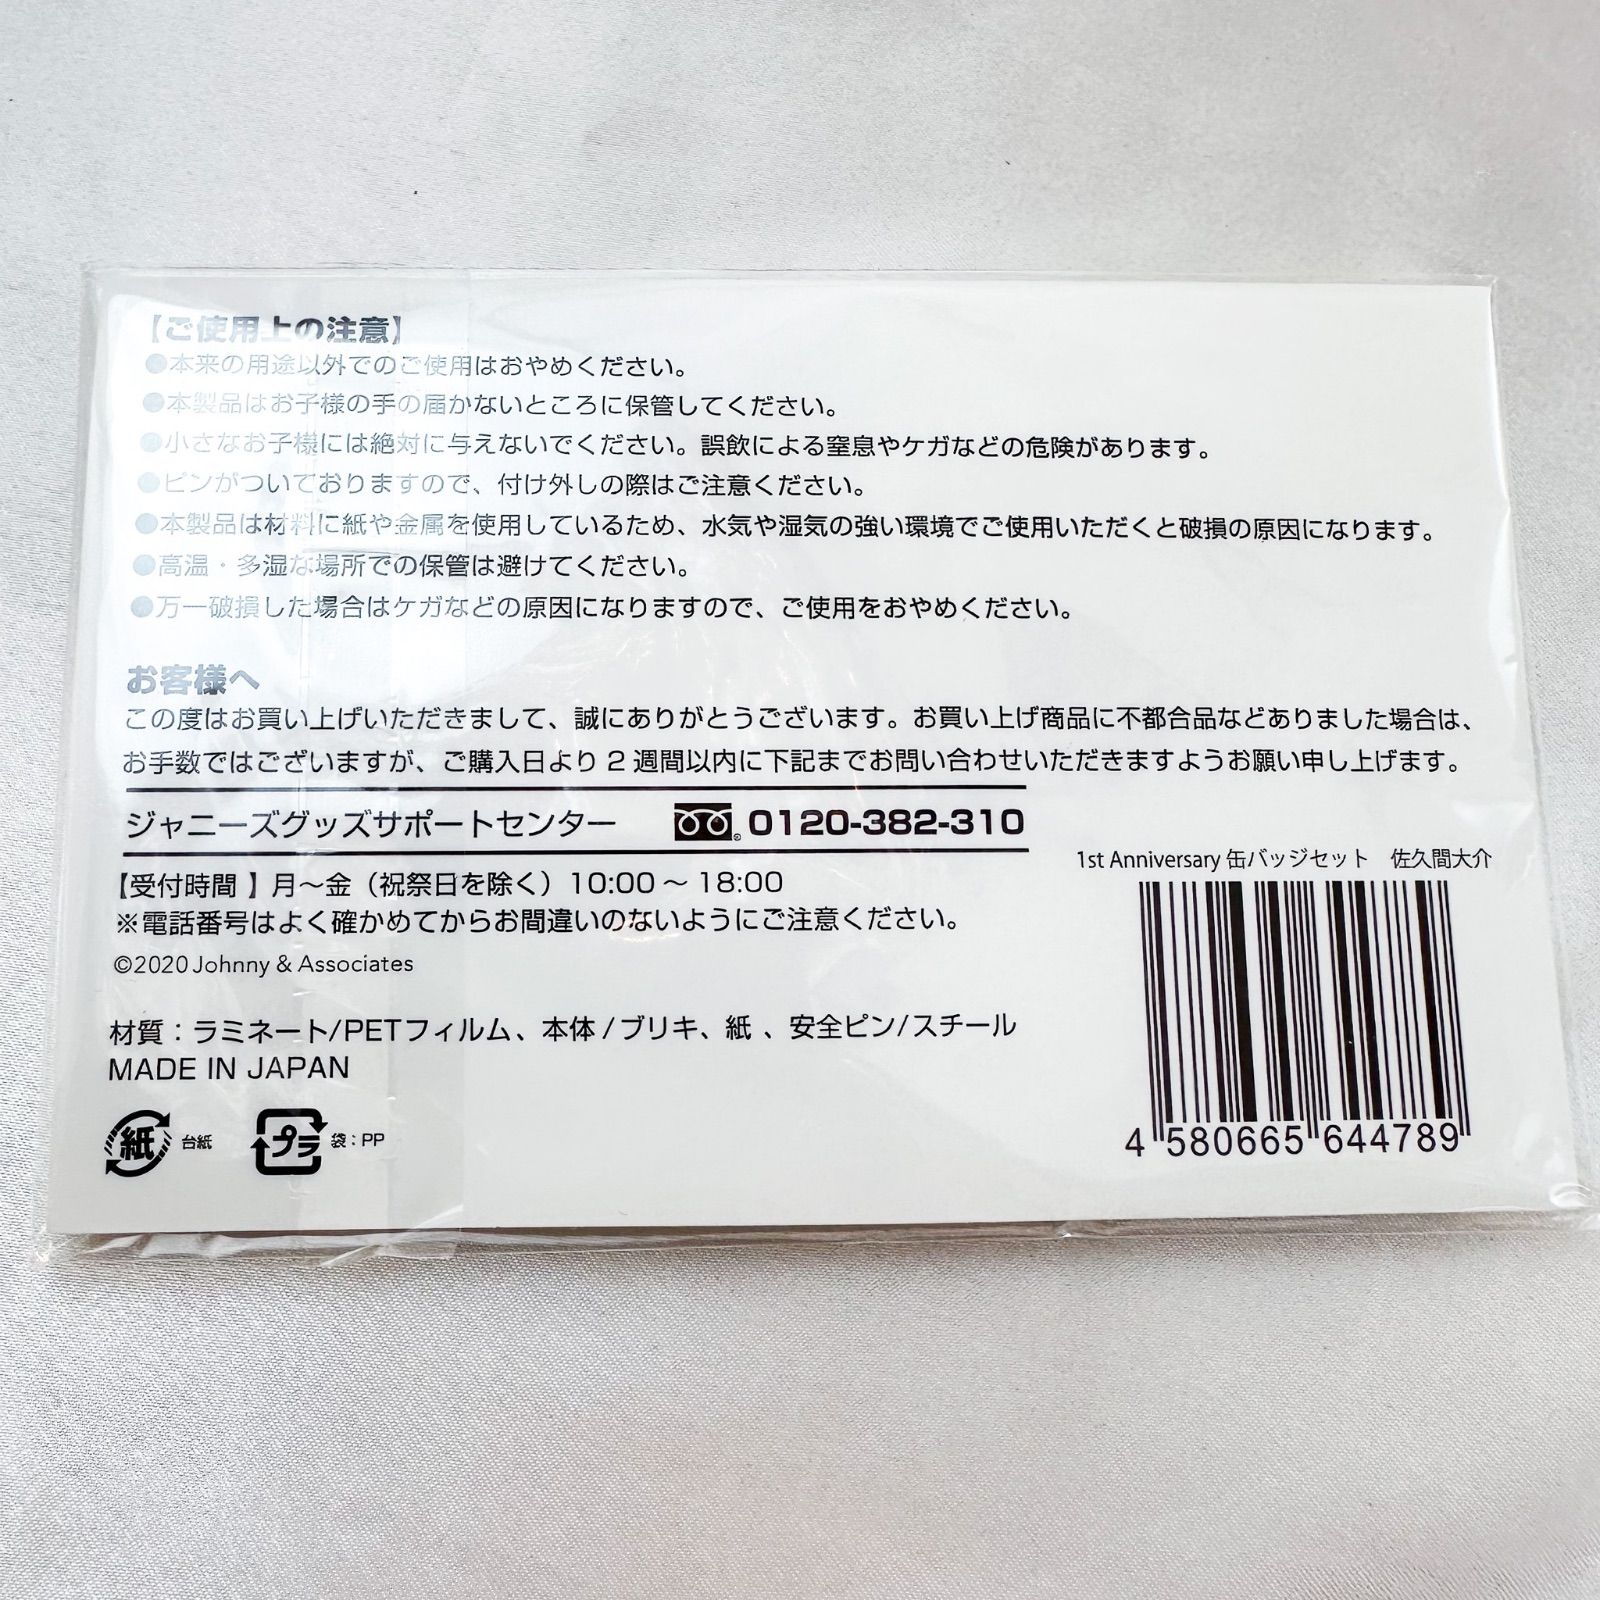 【ご使用上の注意】
●本来の用途以外でのご使用はおやめください。
●本製品はお子様の手の届かないところに保管してください。
●小さなお子様には絶対に与えないでください。誤飲による窒息やケガなどの危険があります。
●ピンがついておりますので、付け外しの際はご注意ください。
●本製品は材料に紙や金属を使用しているため、水気や湿気の強い環境でご使用いただくと破損の原因になります。
●高温・多湿な場所での保管は避けてください。
●万一破損した場合はケガなどの原因になりますので、ご使用をおやめください。
お客様へ
この度はお買い上げいただきまして、誠にありがとうございます。お買い上げ商品に不都合品などありました場合は、
お手数ではございますが、ご購入日より2週間以内に下記までお問い合わせいただきますようお願い申し上げます。
ジャニーズグッズサポートセンター 0120-382-310
【受付時間】月〜金（祝祭日を除く）10:00〜18:00
※電話番号はよく確かめてからお間違いのないようにご注意ください。
©2020 Johnny & Associates
材質：ラミネート/PETフィルム、本体/ブリキ、紙、安全ピン/スチール
MADE IN JAPAN
紙 台紙 プラ 袋：PP
1st Anniversary 缶バッジセット 佐久間大介
4 580665 644789